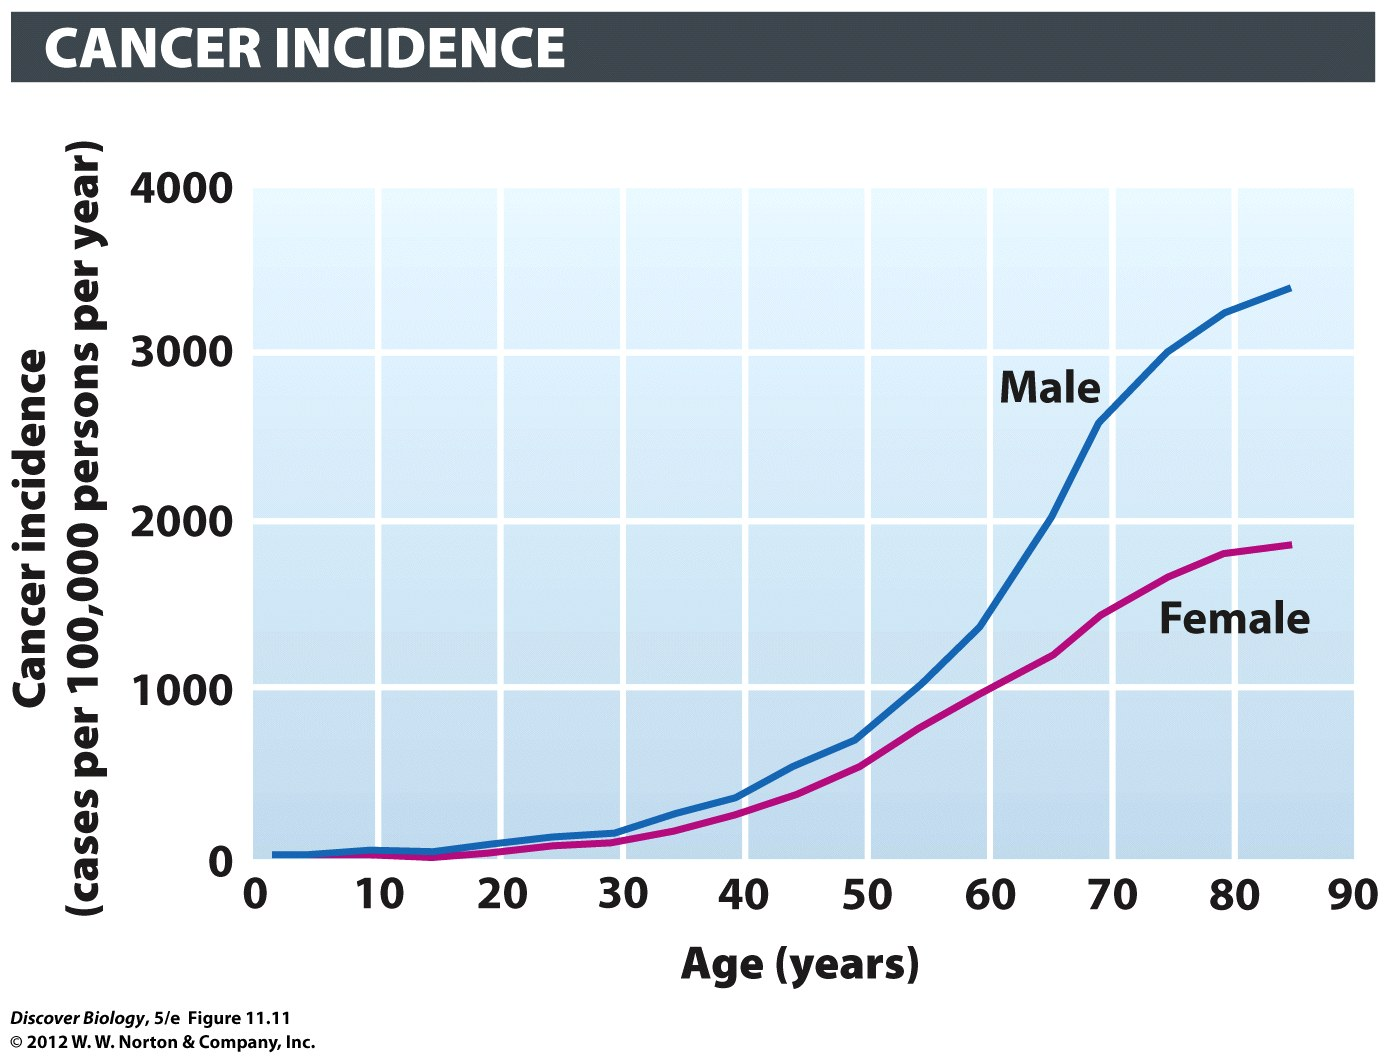 CANCER INCIDENCE
Cancer incidence
(cases per 100,000 persons per year)
4000
3000
2000
1000
0
Male
Female
0 10 20 30 40 50 60 70 80 90
Age (years)
Discover Biology, 5/e Figure 11.11
© 2012 W. W. Norton & Company, Inc.